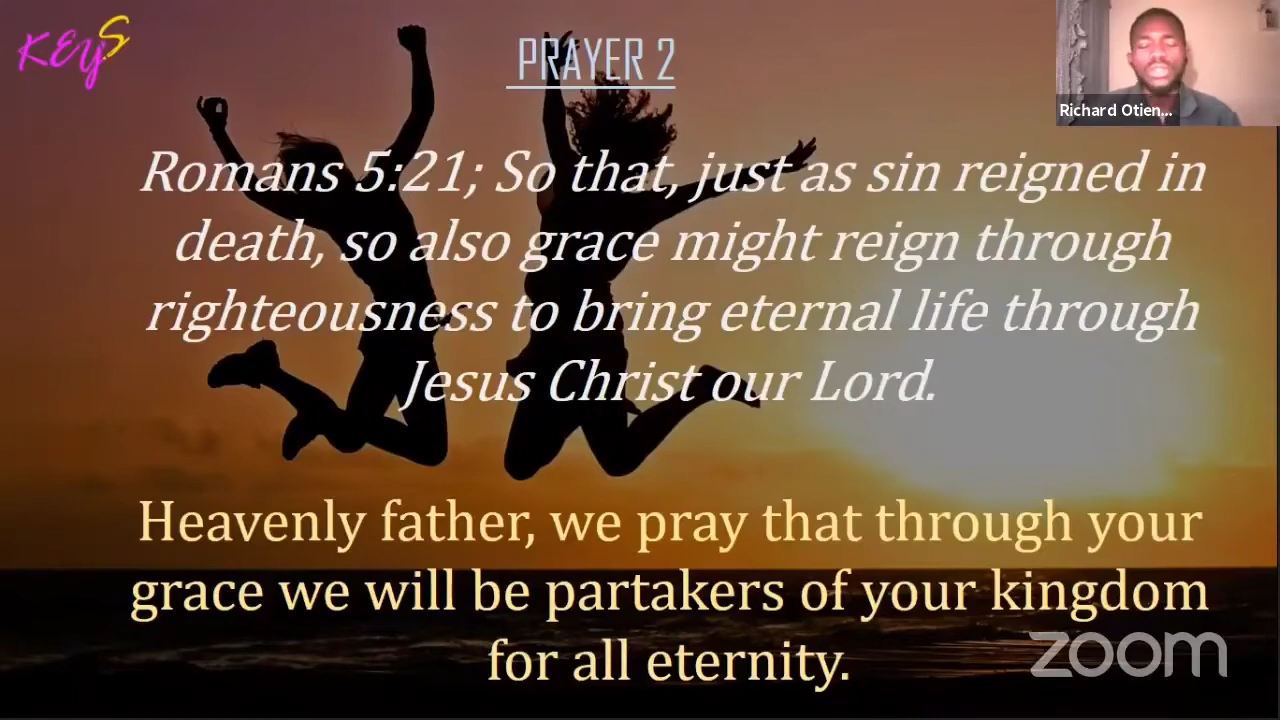 KEYS
PRAYER 2
Richard Otien...
Romans 5:21; So that, just as sin reigned in
death, so also grace might reign through
righteousness to bring eternal life through
Jesus Christ our Lord.
Heavenly father, we pray that through your
grace we will be partakers of your kingdom
for all eternity.
zoom